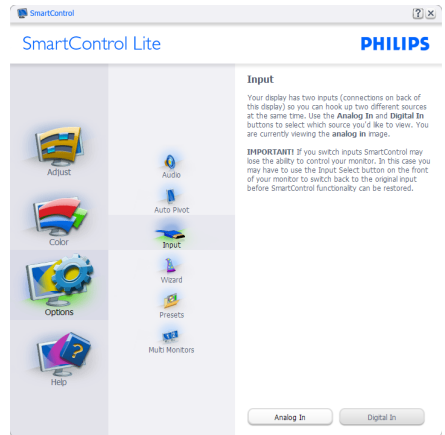 SmartControl
SmartControl Lite
PHILIPS
Adjust
Color
Options
Help
Audio
Auto Pivot
Input
Wizard
Presets
Multi Monitors
Input
Your display has two inputs (connections on back of
this display) so you can hook up two different sources
at the same time. Use the Analog In and Digital In
buttons to select which source you'd like to view. You
are currently viewing the analog in image.
IMPORTANT! If you switch inputs SmartControl may
lose the ability to control your monitor. In this case you
may have to use the Input Select button on the front
of your monitor to switch back to the original input
before SmartControl functionality can be restored.
Analog In
Digital In